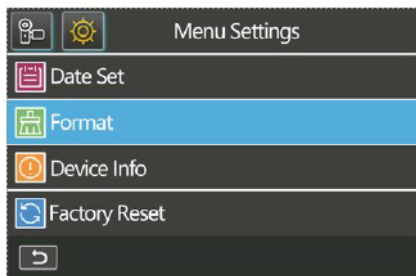 Menu Settings
Date Set
Format
Device Info
Factory Reset